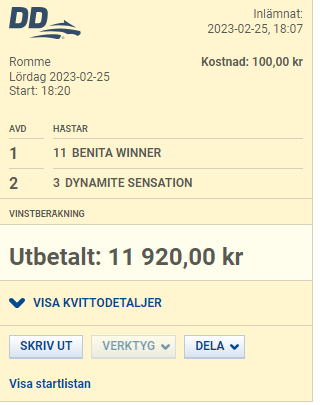 DD
Inlämnat:
2023-02-25, 18:07
Romme
Kostnad: 100,00 kr
Lördag 2023-02-25
Start: 18:20
AVD HÄSTAR
1 11 BENITA WINNER
2 3 DYNAMITE SENSATION
VINSTBERÄKNING
Utbetalt: 11 920,00 kr
VISA KVITTODETALJER
SKRIV UT VERKTYG DELA
Visa startlistan